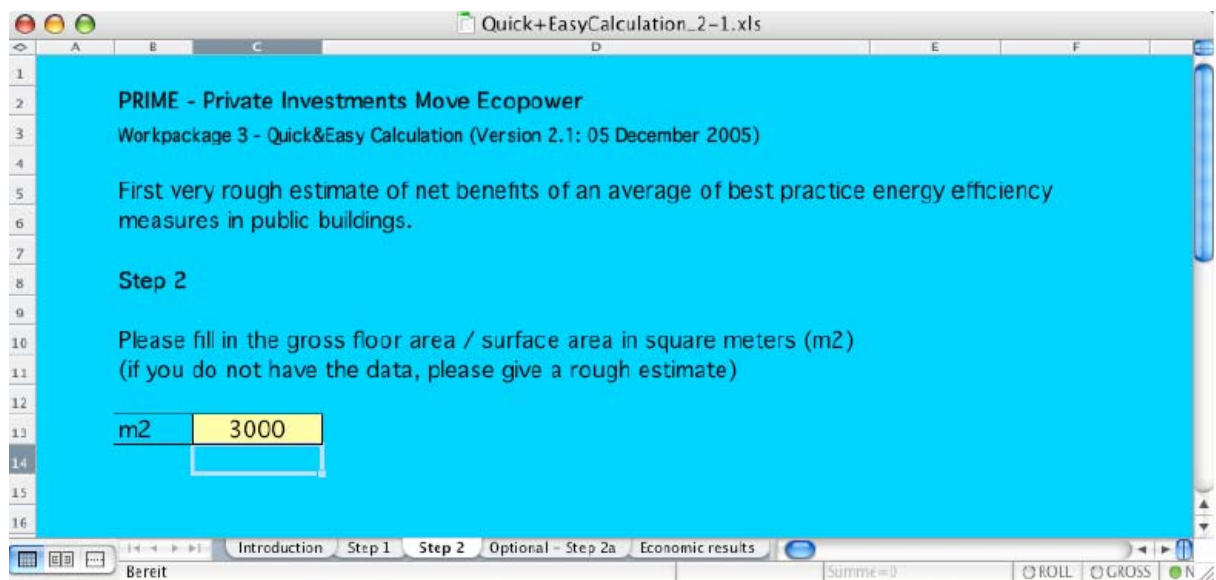 Quick+EasyCalculation_2-1.xls
A B C D E F
1
2 PRIME - Private Investments Move Ecopower
3 Workpackage 3 - Quick&Easy Calculation (Version 2.1: 05 December 2005)
4
5 First very rough estimate of net benefits of an average of best practice energy efficiency
6 measures in public buildings.
7
8 Step 2
9
10 Please fill in the gross floor area / surface area in square meters (m2)
11 (if you do not have the data, please give a rough estimate)
12
13 m2 3000
14
15
16
Introduction Step 1 Step 2 Optional - Step 2a Economic results
Bereit Summe=0 ROLL GROSS N